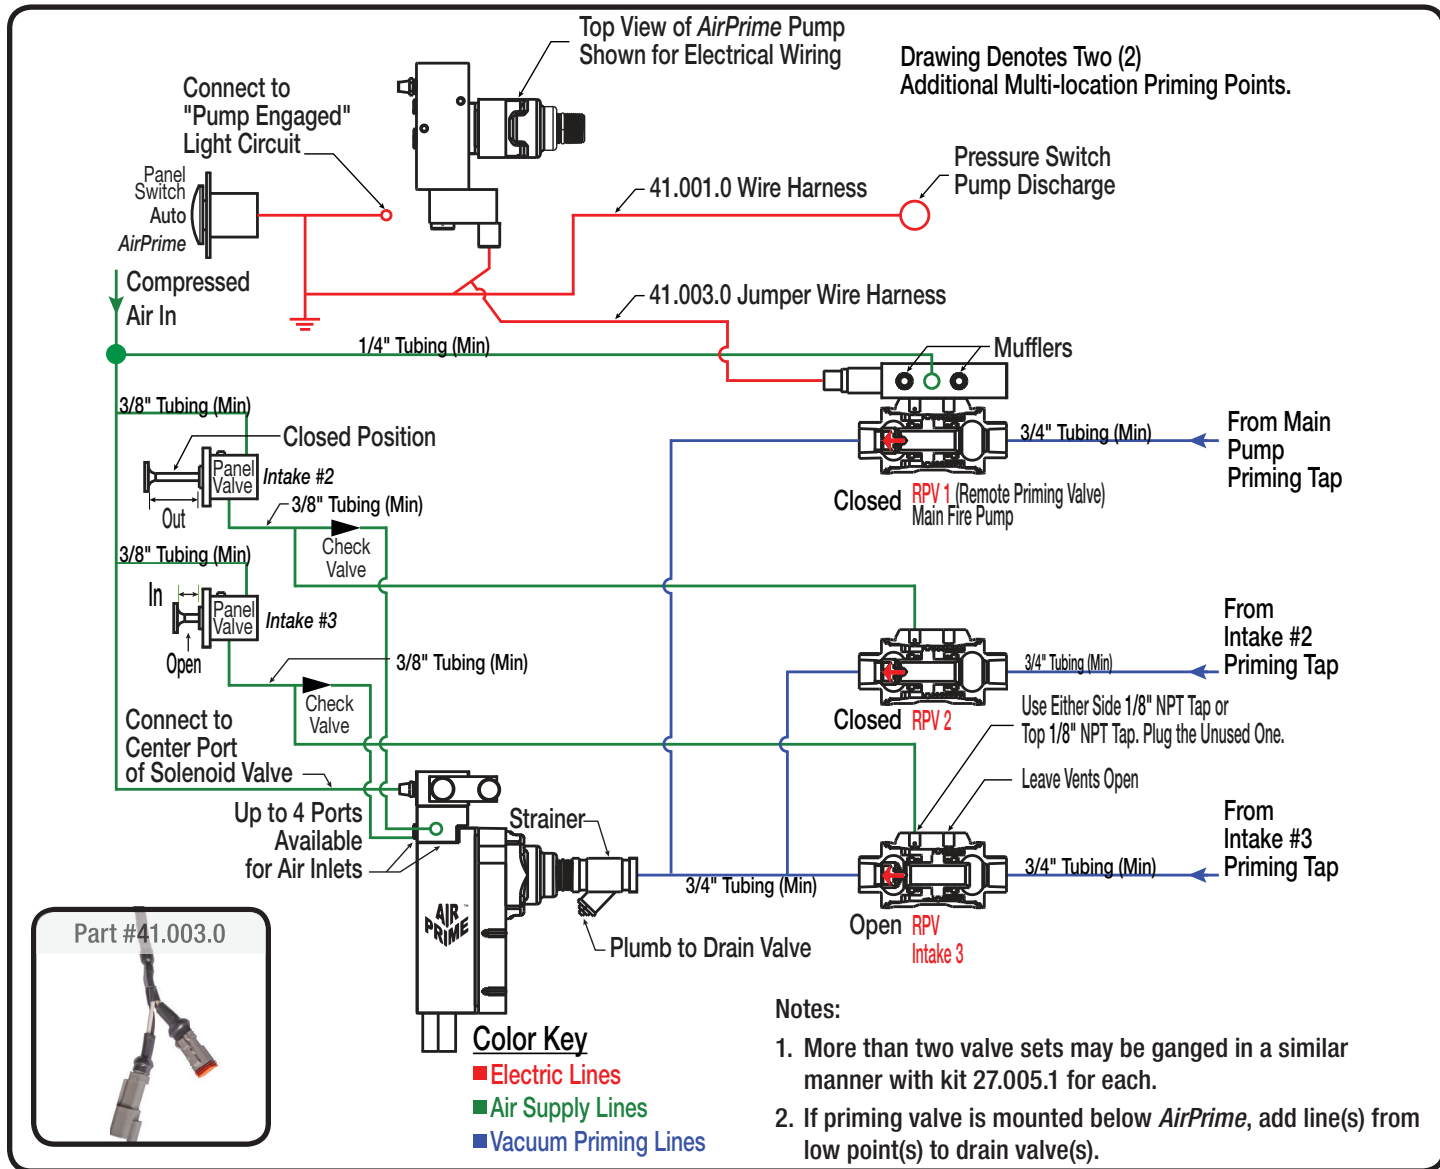 Top View of AirPrime Pump
Shown for Electrical Wiring
Drawing Denotes Two (2)
Additional Multi-location Priming Points.
Connect to
"Pump Engaged"
Light Circuit
Panel
Switch
Auto
AirPrime
41.001.0 Wire Harness
Pressure Switch
Pump Discharge
Compressed
Air In
41.003.0 Jumper Wire Harness
1/4" Tubing (Min)
Mufflers
3/8" Tubing (Min)
Closed Position
Panel
Valve
Intake #2
Out
3/8" Tubing (Min)
Check
Valve
3/4" Tubing (Min)
From Main
Pump
Priming Tap
Closed
RPV 1 (Remote Priming Valve)
Main Fire Pump
3/8" Tubing (Min)
In
Panel
Valve
Intake #3
Open
3/8" Tubing (Min)
Check
Valve
3/4" Tubing (Min)
From
Intake #2
Priming Tap
Closed
RPV 2
Use Either Side 1/8" NPT Tap or
Top 1/8" NPT Tap. Plug the Unused One.
Leave Vents Open
Connect to
Center Port
of Solenoid Valve
Up to 4 Ports
Available
for Air Inlets
Strainer
3/4" Tubing (Min)
3/4" Tubing (Min)
From
Intake #3
Priming Tap
Open
RPV
Intake 3
AIR
PRIME™
Plumb to Drain Valve
Part #41.003.0
Color Key
Electric Lines
Air Supply Lines
Vacuum Priming Lines
Notes:
1. More than two valve sets may be ganged in a similar
manner with kit 27.005.1 for each.
2. If priming valve is mounted below AirPrime, add line(s) from
low point(s) to drain valve(s).